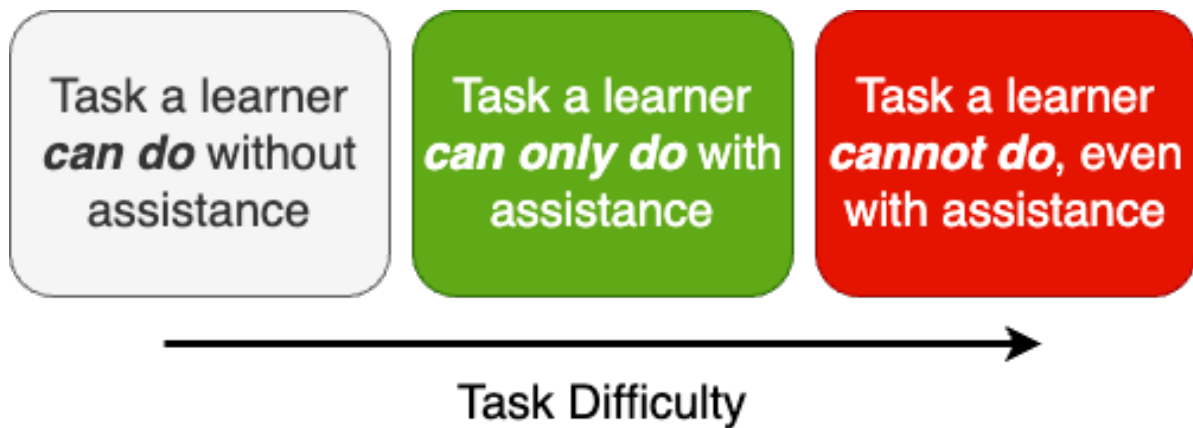 Task a learner
can do without
assistance
Task a learner
can only do with
assistance
Task a learner
cannot do, even
with assistance
Task Difficulty